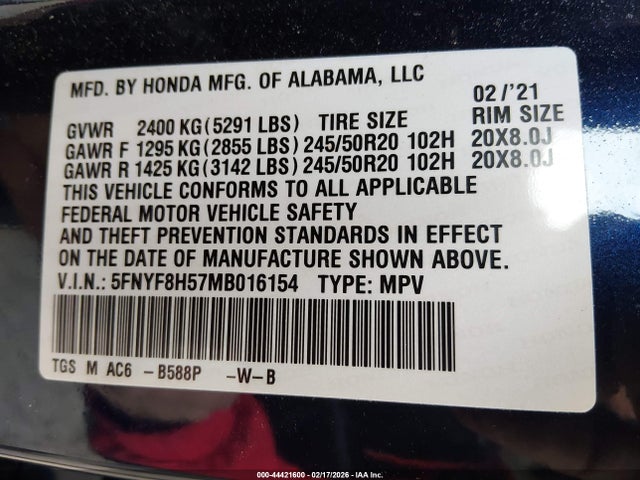 MFD. BY HONDA MFG. OF ALABAMA, LLC 02/'21
GVWR 2400 KG (5291 LBS) TIRE SIZE RIM SIZE
GAWR F 1295 KG (2855 LBS) 245/50R20 102H 20X8.0J
GAWR R 1425 KG (3142 LBS) 245/50R20 102H 20X8.0J
THIS VEHICLE CONFORMS TO ALL APPLICABLE
FEDERAL MOTOR VEHICLE SAFETY
AND THEFT PREVENTION STANDARDS IN EFFECT
ON THE DATE OF MANUFACTURE SHOWN ABOVE.
V.I.N.: 5FNYF8H57MB016154 TYPE: MPV
TGS M AC6 -B588P -W-B
000-44421600 - 02/17/2026 - IAA Inc.